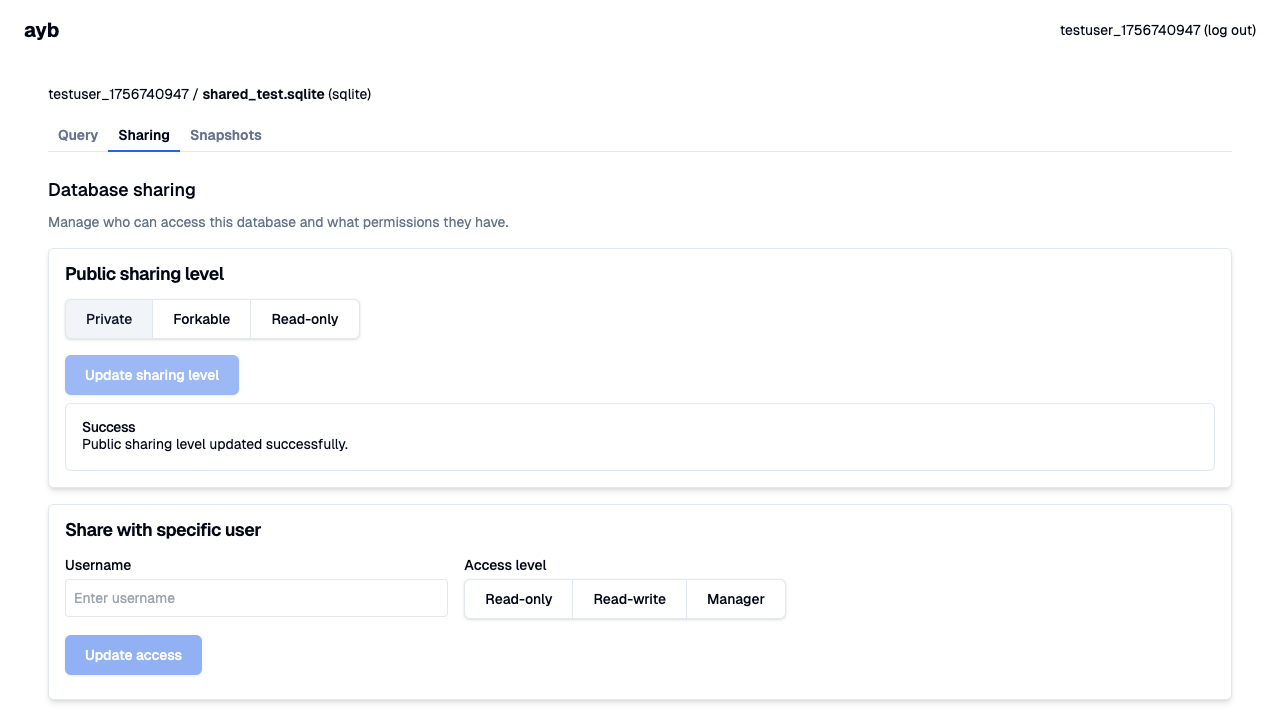 ayb
testuser_1756740947 (log out)
testuser_1756740947 / shared_test.sqlite (sqlite)
Query Sharing Snapshots
Database sharing
Manage who can access this database and what permissions they have.
Public sharing level
Private Forkable Read-only
Update sharing level
Success
Public sharing level updated successfully.
Share with specific user
Username Access level
Enter username Read-only Read-write Manager
Update access